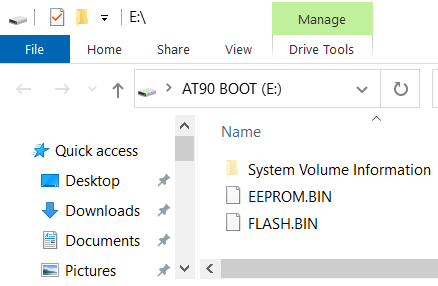 E:\
Manage
File
Home
Share
View
Drive Tools
AT90 BOOT (E:)
Name
Quick access
Desktop
Downloads
Documents
Pictures
System Volume Information
EEPROM.BIN
FLASH.BIN